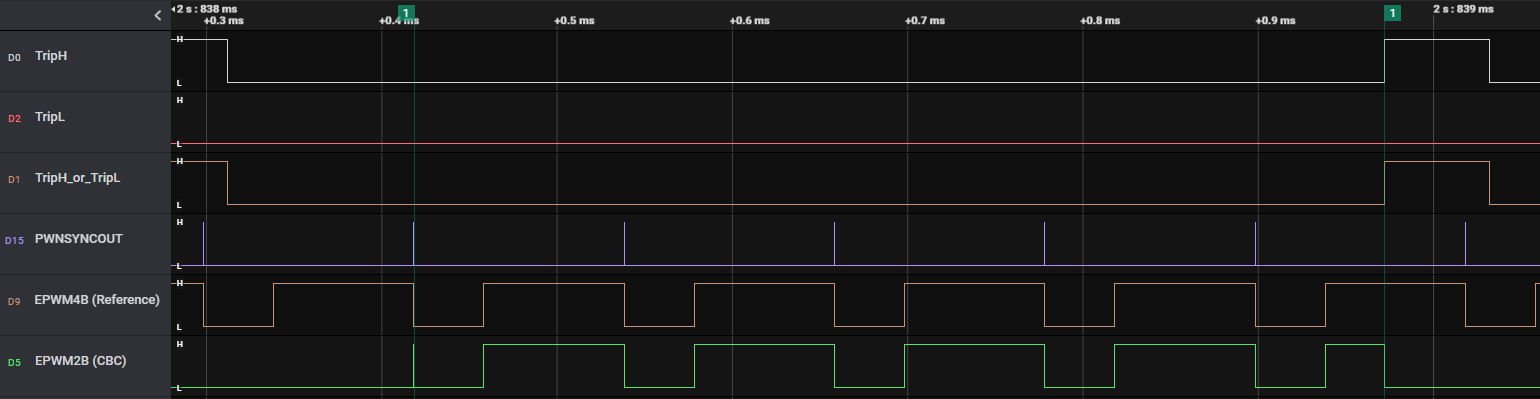 2 s : 838 ms
2 s : 839 ms
+0.3 ms
+0.4 ms
1
+0.5 ms
+0.6 ms
+0.7 ms
+0.8 ms
+0.9 ms
1
D0 TripH H L
D2 TripL H L
D1 TripH_or_TripL H L
D15 PWNSYNCOUT H L
D9 EPWM4B (Reference) H L
D5 EPWM2B (CBC) H L